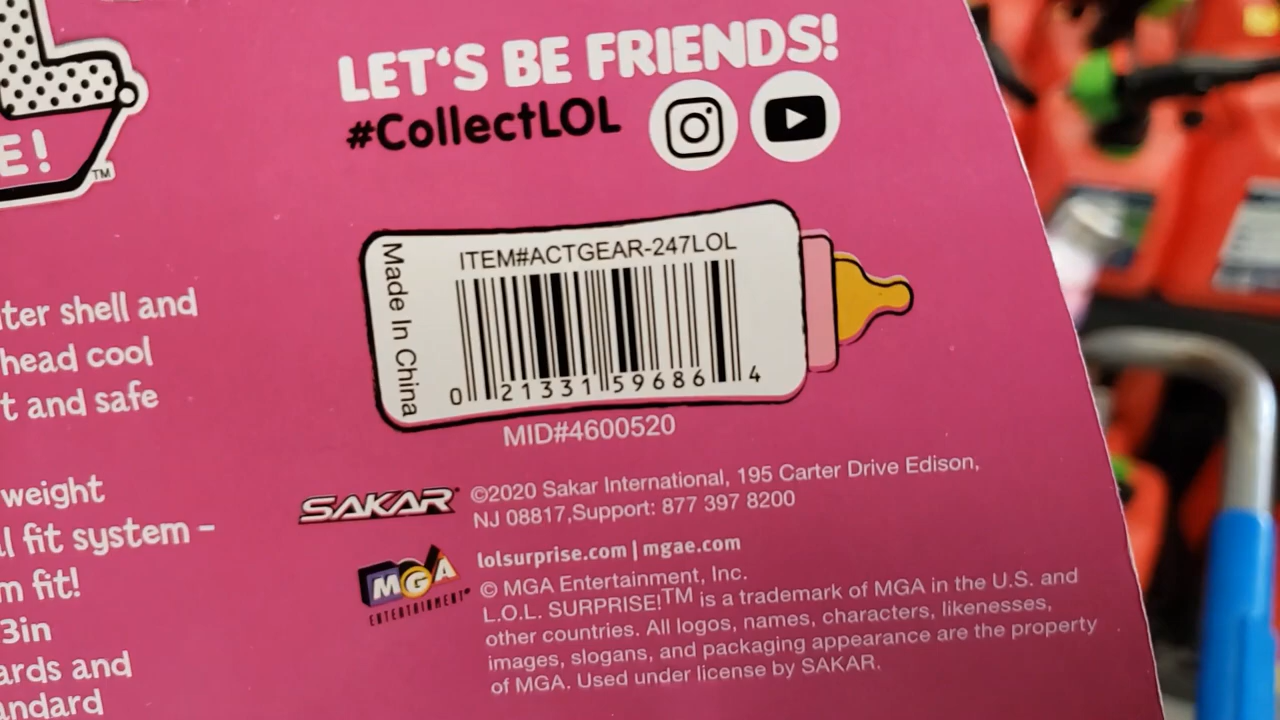 E!
TM
LET'S BE FRIENDS!
#CollectLOL
ITEM#ACTGEAR-247LOL
Made In China
0 21331 59686 4
MID#4600520
ter shell and
head cool
t and safe
weight
l fit system -
m fit!
3in
ards and
andard
SAKAR
©2020 Sakar International, 195 Carter Drive Edison,
NJ 08817,Support: 877 397 8200
MGA
ENTERTAINMENT
lolsurprise.com | mgae.com
© MGA Entertainment, Inc.
L.O.L. SURPRISE!™ is a trademark of MGA in the U.S. and
other countries. All logos, names, characters, likenesses,
images, slogans, and packaging appearance are the property
of MGA. Used under license by SAKAR.